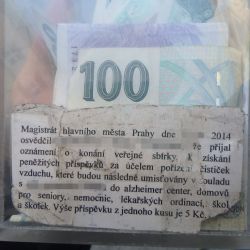 100
Magistrát hlavního města Prahy dne 2014
osvědčil že přijal
oznámení o konání veřejné sbírky k získání
peněžitých příspěvků za účelem pořízení čističek
vzduchu, které budou následně umisťovány v souladu
s do alzheimer center, domovů
pro seniory, nemocnic, lékařských ordinací, škol
a školek. Výše příspěvku z jednoho kusu je 5 Kč.